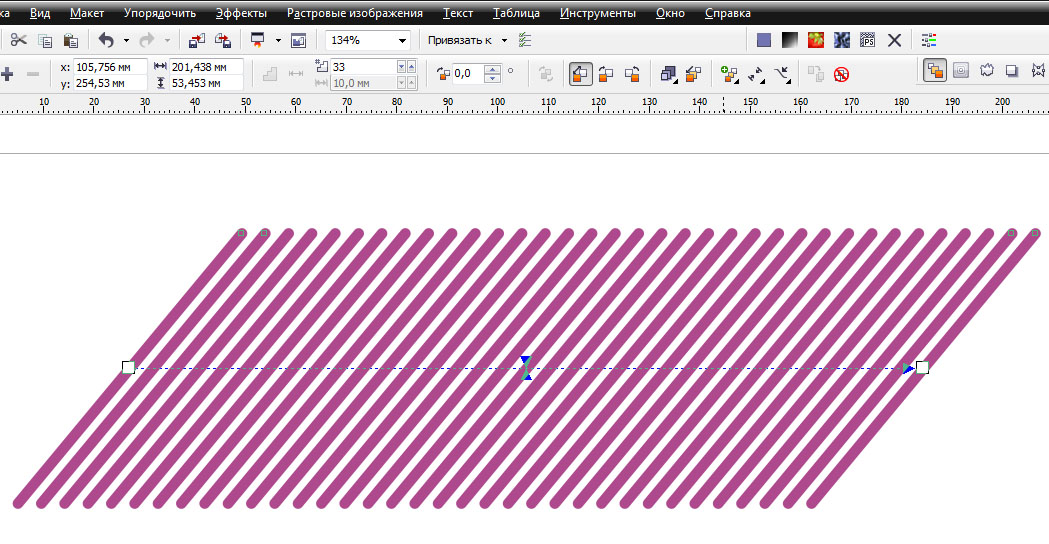 ка Вид Макет Упорядочить Эффекты Растровые изображения Текст Таблица Инструменты Окно Справка
134% Привязать к PS
x: 105,756 мм 201,438 мм 33 0,0 °
y: 254,53 мм 53,453 мм 10,0 мм
10 20 30 40 50 60 70 80 90 100 110 120 130 140 150 160 170 180 190 200